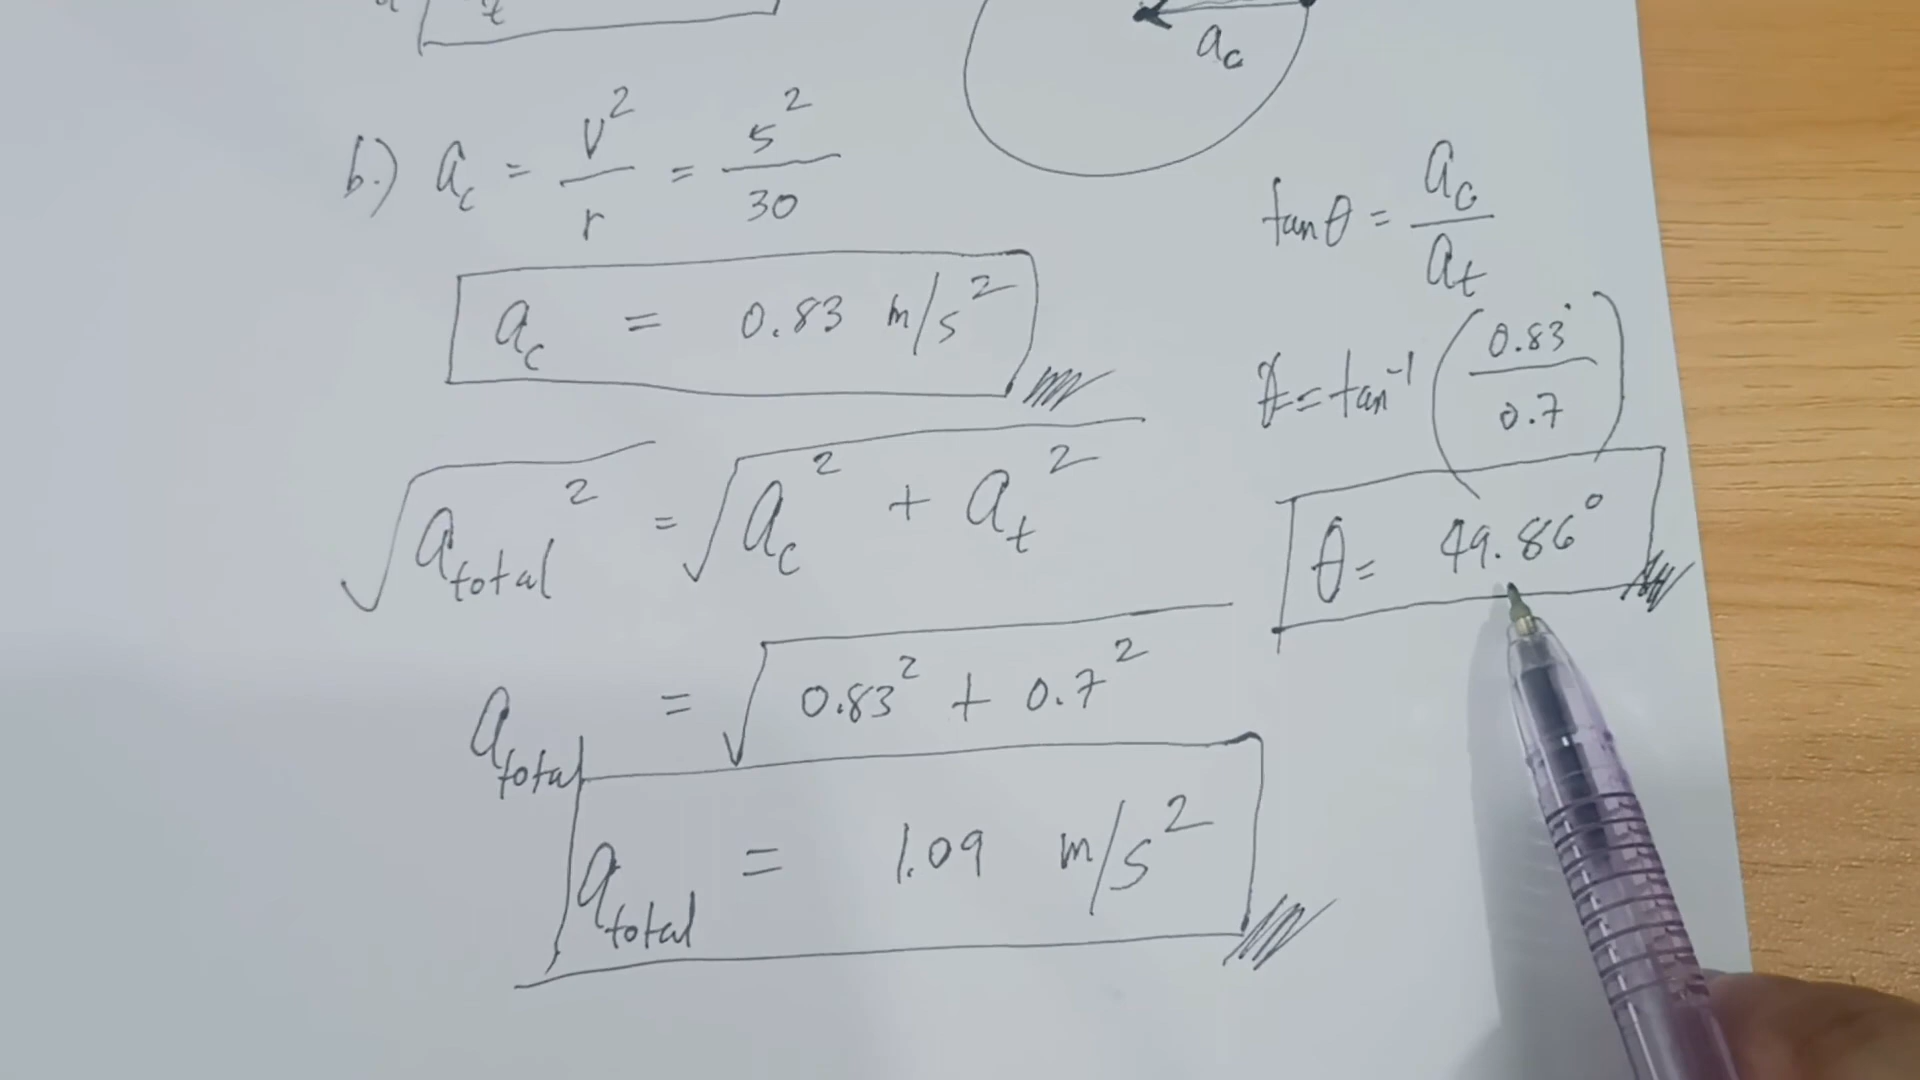 t
a_c
b.) a_c = v²/r = 5²/30
a_c = 0.83 m/s²
√a_total² = √a_c² + a_t²
a_total = √0.83² + 0.7²
a_total = 1.09 m/s²
tan θ = a_c/a_t
θ = tan⁻¹ (0.83/0.7)
θ = 49.86°